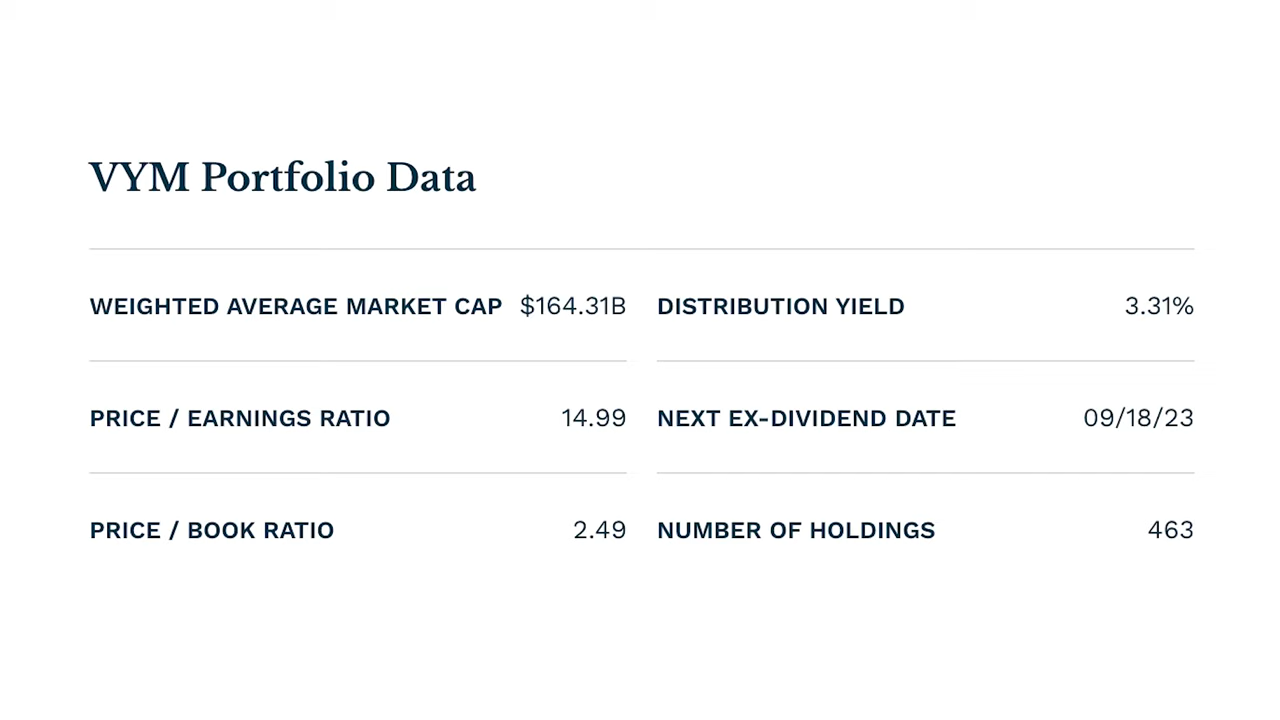 VYM Portfolio Data
WEIGHTED AVERAGE MARKET CAP $164.31B DISTRIBUTION YIELD 3.31%
PRICE / EARNINGS RATIO 14.99 NEXT EX-DIVIDEND DATE 09/18/23
PRICE / BOOK RATIO 2.49 NUMBER OF HOLDINGS 463